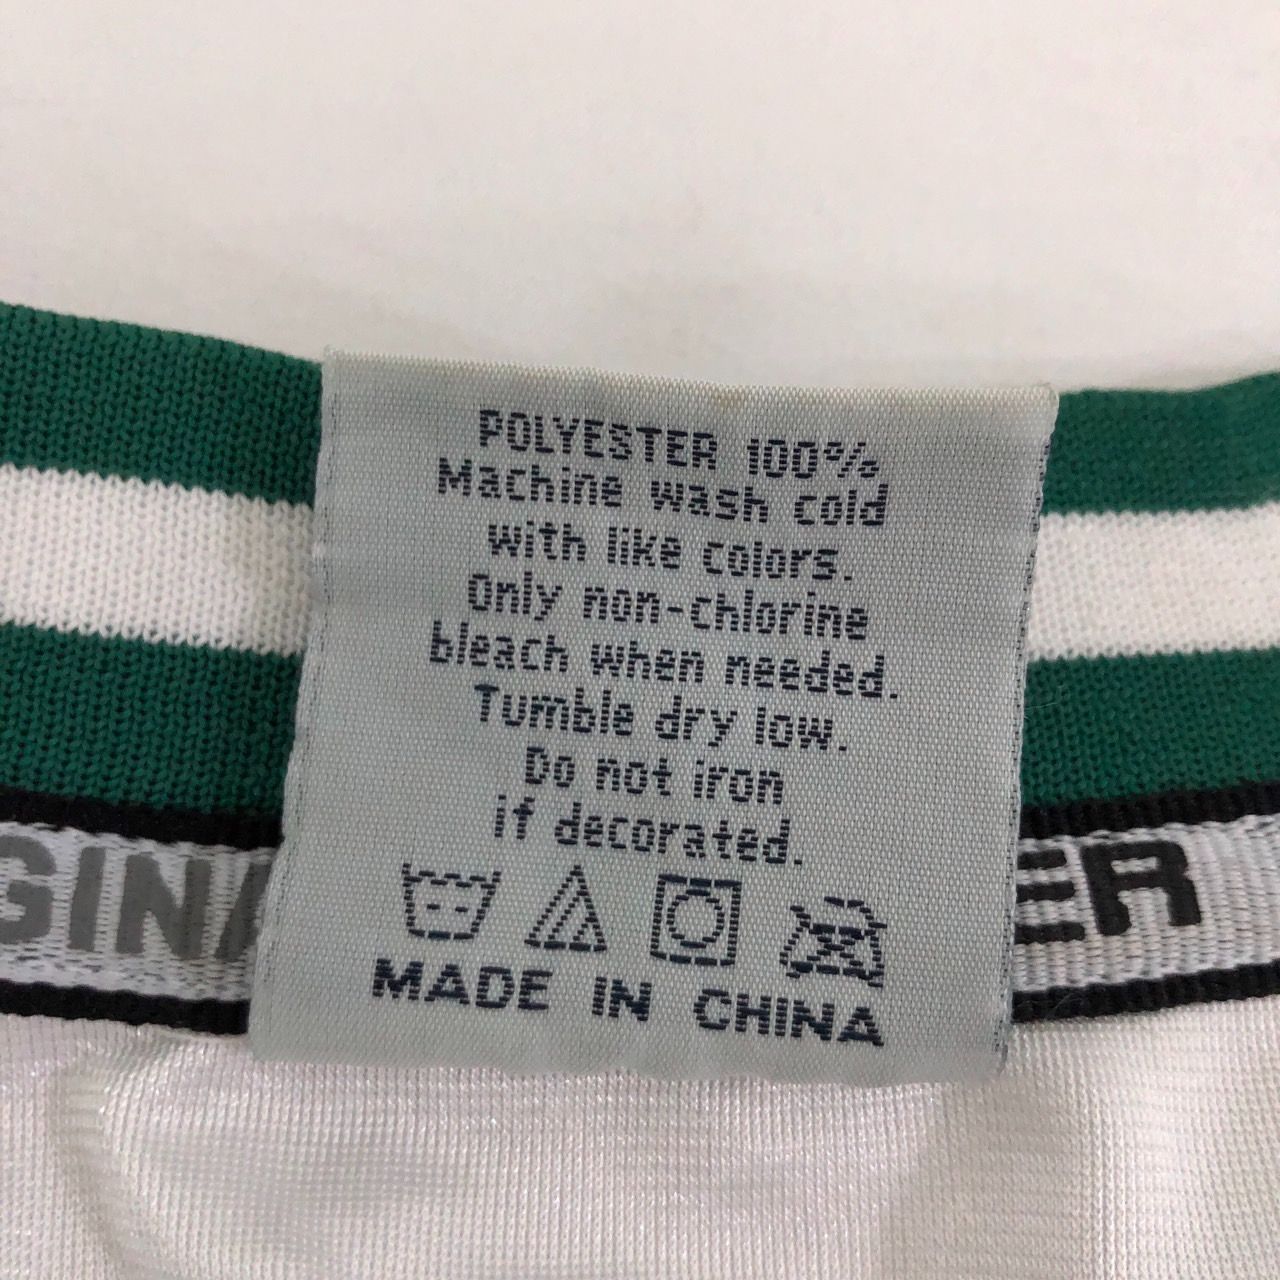 POLYESTER 100%
Machine wash cold
with like colors.
Only non-chlorine
bleach when needed.
Tumble dry low.
Do not iron
if decorated.
MADE IN CHINA